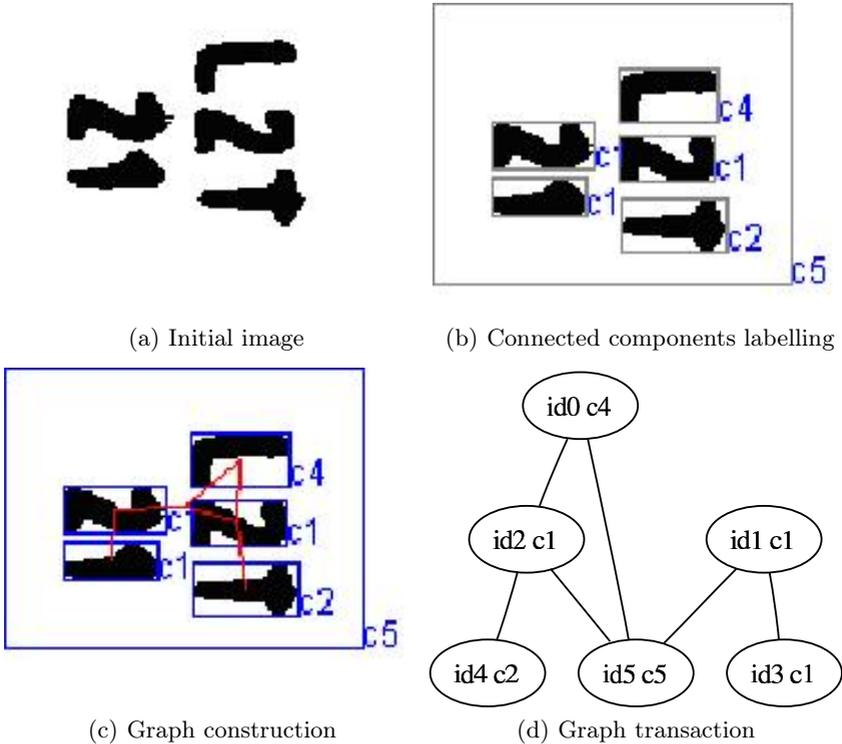 c4
c1
c1
c1
c2
c5
(a) Initial image
(b) Connected components labelling
c4
c1
c1
c1
c2
c5
id0 c4
id2 c1
id1 c1
id4 c2
id5 c5
id3 c1
(c) Graph construction
(d) Graph transaction